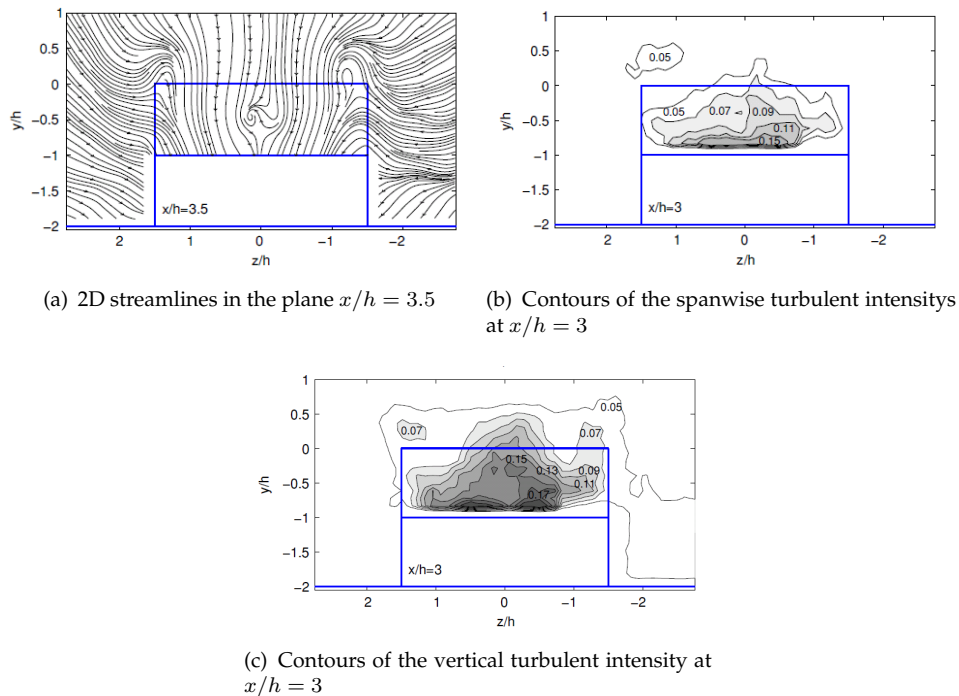 1
0.5
0
−0.5
−1
−1.5
−2
y/h
x/h=3.5
2 1 0 −1 −2
z/h
(a) 2D streamlines in the plane x/h = 3.5
1
0.5
0
−0.5
−1
−1.5
−2
y/h
0.05
0.05
0.07
0.09
0.11
0.15
x/h=3
2 1 0 −1 −2
z/h
(b) Contours of the spanwise turbulent intensitys
at x/h = 3
1
0.5
0
−0.5
−1
−1.5
−2
y/h
0.05
0.07
0.07
0.15
0.13
0.09
0.11
0.17
x/h=3
2 1 0 −1 −2
z/h
(c) Contours of the vertical turbulent intensity at
x/h = 3